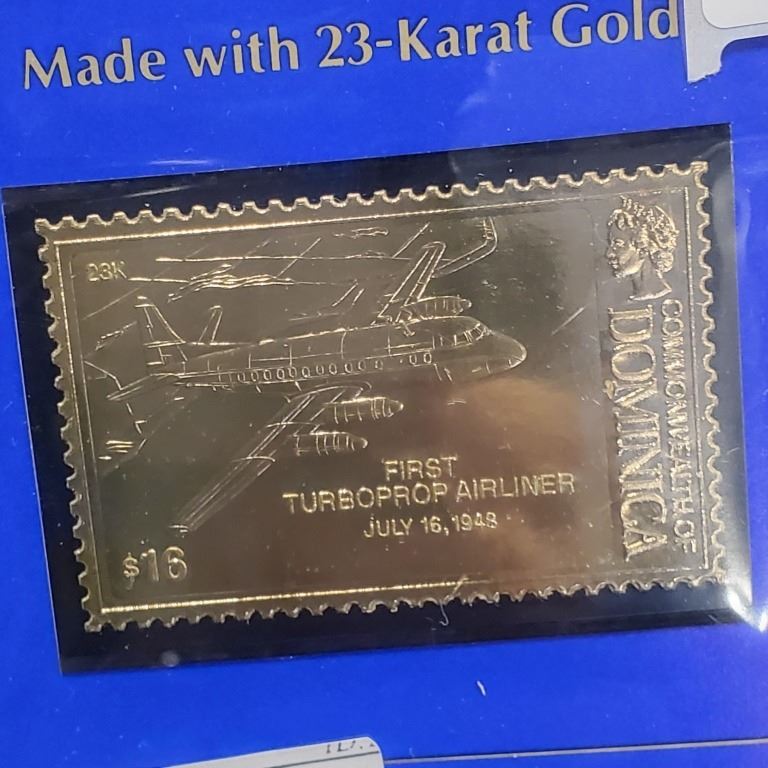 Made with 23-Karat Gold
23K
COMMONWEALTH OF
DOMINICA
FIRST
TURBOPROP AIRLINER
JULY 16, 1948
$16